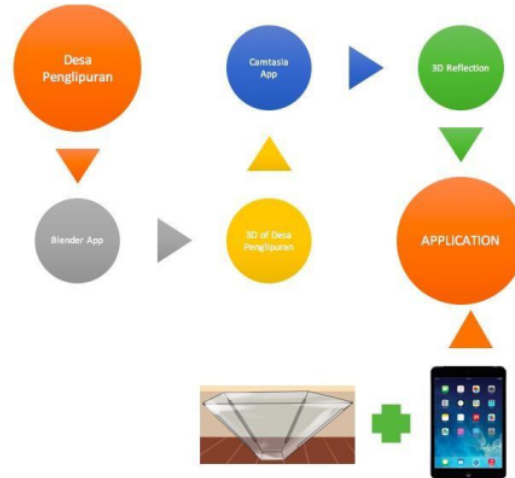 Desa
Penglipuran
Blender App
3D of Desa
Penglipuran
Camtasia
App
3D Reflection
APPLICATION